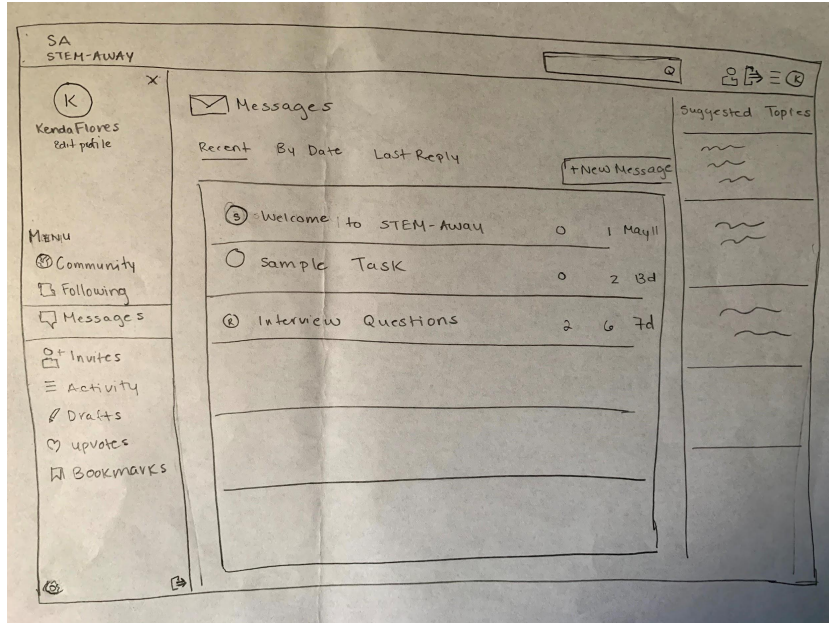 SA
STEM-AWAY
Q
K
X
K
Kenda Flores
Edit profile
MENU
Community
Following
Messages
Invites
Activity
Drafts
upvotes
Bookmarks
Messages
Recent By Date Last Reply
+New Message
S Welcome to STEM-Away 0 1 May 11
Sample Task 0 2 13d
R Interview Questions 2 6 7d
Suggested Topics